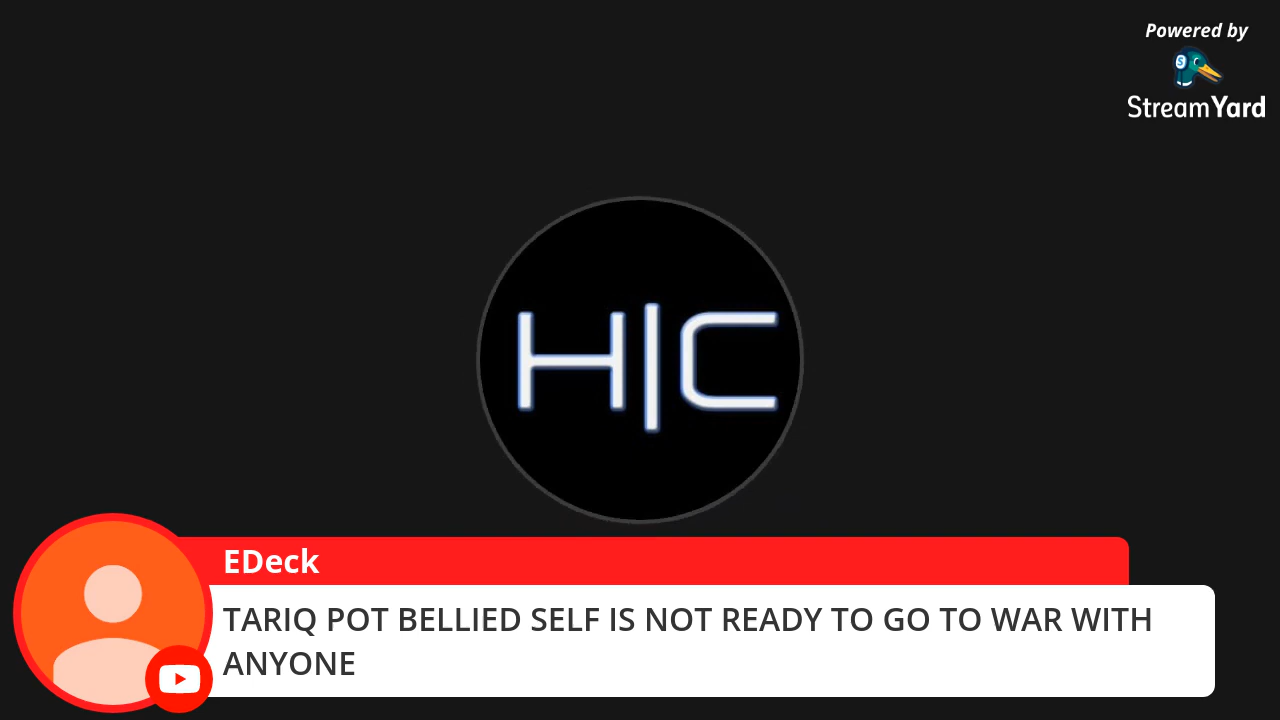 Powered by
StreamYard
H|C
EDeck
TARIQ POT BELLIED SELF IS NOT READY TO GO TO WAR WITH
ANYONE